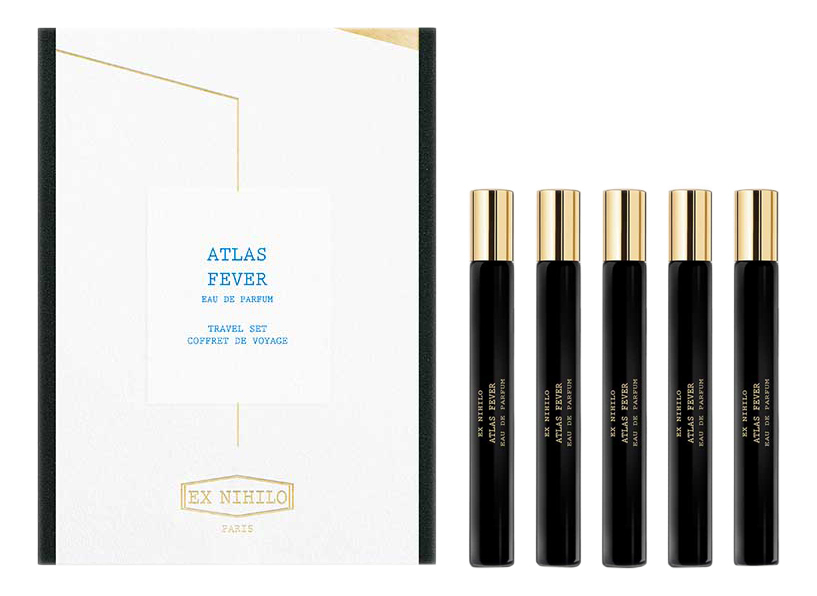 ATLAS
FEVER
EAU DE PARFUM
TRAVEL SET
COFFRET DE VOYAGE
EX NIHILO
PARIS
EX NIHILO
ATLAS FEVER
EAU DE PARFUM
EX NIHILO
ATLAS FEVER
EAU DE PARFUM
EX NIHILO
ATLAS FEVER
EAU DE PARFUM
EX NIHILO
ATLAS FEVER
EAU DE PARFUM
EX NIHILO
ATLAS FEVER
EAU DE PARFUM